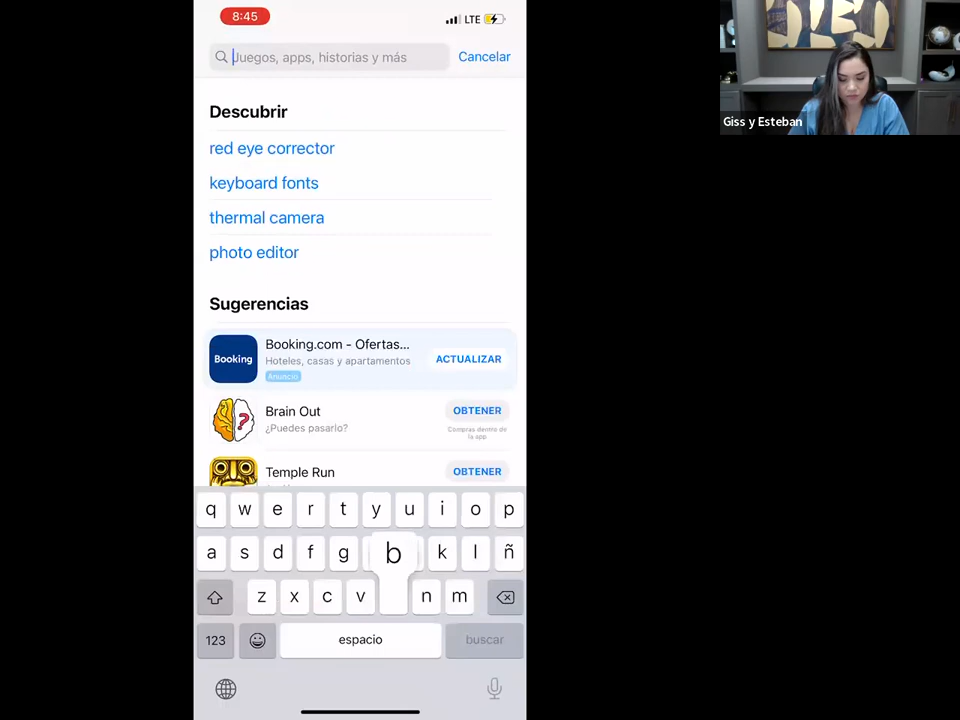 8:45
LTE
Juegos, apps, historias y más
Cancelar
Descubrir
red eye corrector
keyboard fonts
thermal camera
photo editor
Sugerencias
Booking
Booking.com - Ofertas...
Hoteles, casas y apartamentos
Anuncio
ACTUALIZAR
Brain Out
¿Puedes pasarlo?
OBTENER
Compras dentro de
la app
Temple Run
OBTENER
q w e r t y u i o p
a s d f g b k l ñ
z x c v n m
123 espacio buscar
Giss y Esteban